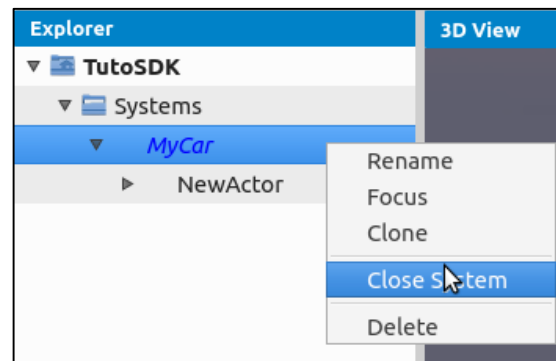 Explorer
3D View
TutoSDK
Systems
MyCar
NewActor
Rename
Focus
Clone
Close System
Delete